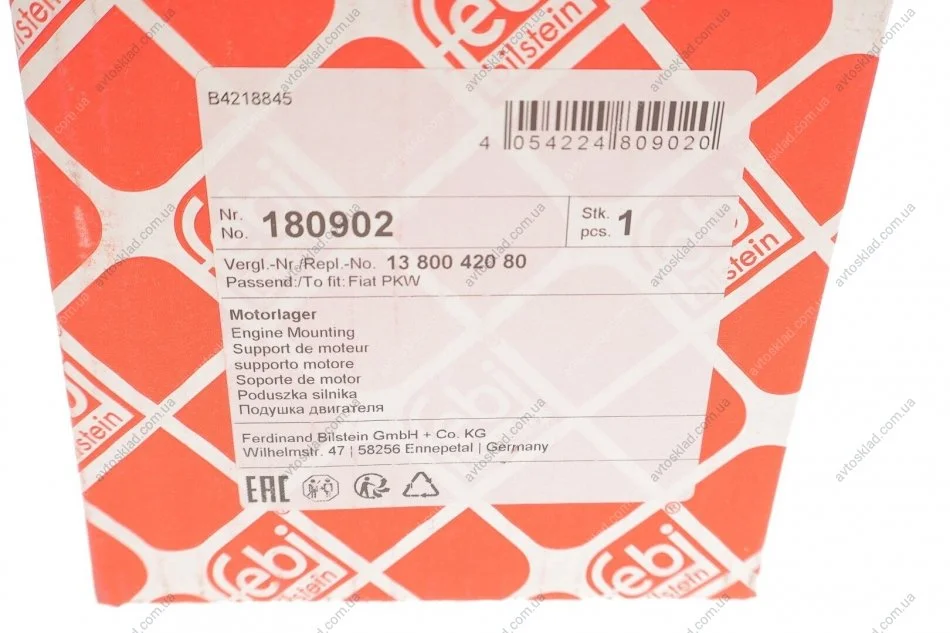 B4218845
4 054224 809020
Nr.
No. 180902
Stk.
pcs. 1
Vergl.-Nr./Repl.-No. 13 800 420 80
Passend:/To fit: Fiat PKW
Motorlager
Engine Mounting
Support de moteur
supporto motore
Soporte de motor
Poduszka silnika
Подушка двигателя
Ferdinand Bilstein GmbH + Co. KG
Wilhelmstr. 47 | 58256 Ennepetal | Germany
EAC
febi
bilstein
febi
bilstein
avtosklad.com.ua